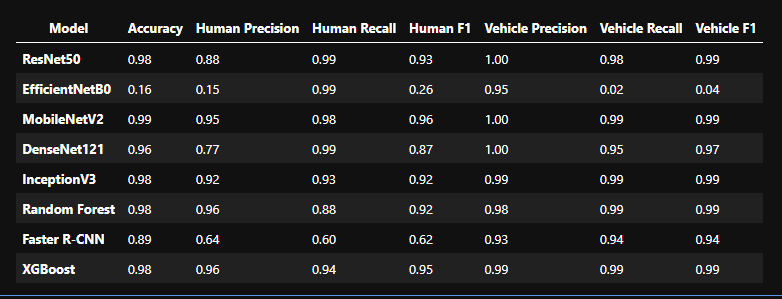 Model Accuracy Human Precision Human Recall Human F1 Vehicle Precision Vehicle Recall Vehicle F1
ResNet50 0.98 0.88 0.99 0.93 1.00 0.98 0.99
EfficientNetB0 0.16 0.15 0.99 0.26 0.95 0.02 0.04
MobileNetV2 0.99 0.95 0.98 0.96 1.00 0.99 0.99
DenseNet121 0.96 0.77 0.99 0.87 1.00 0.95 0.97
InceptionV3 0.98 0.92 0.93 0.92 0.99 0.99 0.99
Random Forest 0.98 0.96 0.88 0.92 0.98 0.99 0.99
Faster R-CNN 0.89 0.64 0.60 0.62 0.93 0.94 0.94
XGBoost 0.98 0.96 0.94 0.95 0.99 0.99 0.99